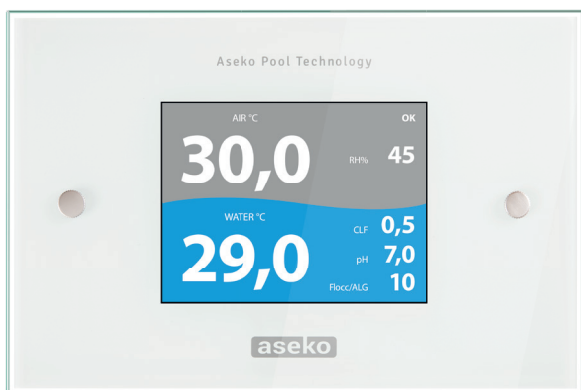 Aseko Pool Technology
AIR °C
OK
30,0
RH% 45
WATER °C
29,0
CLF 0,5
pH 7,0
Flocc/ALG 10
aseko